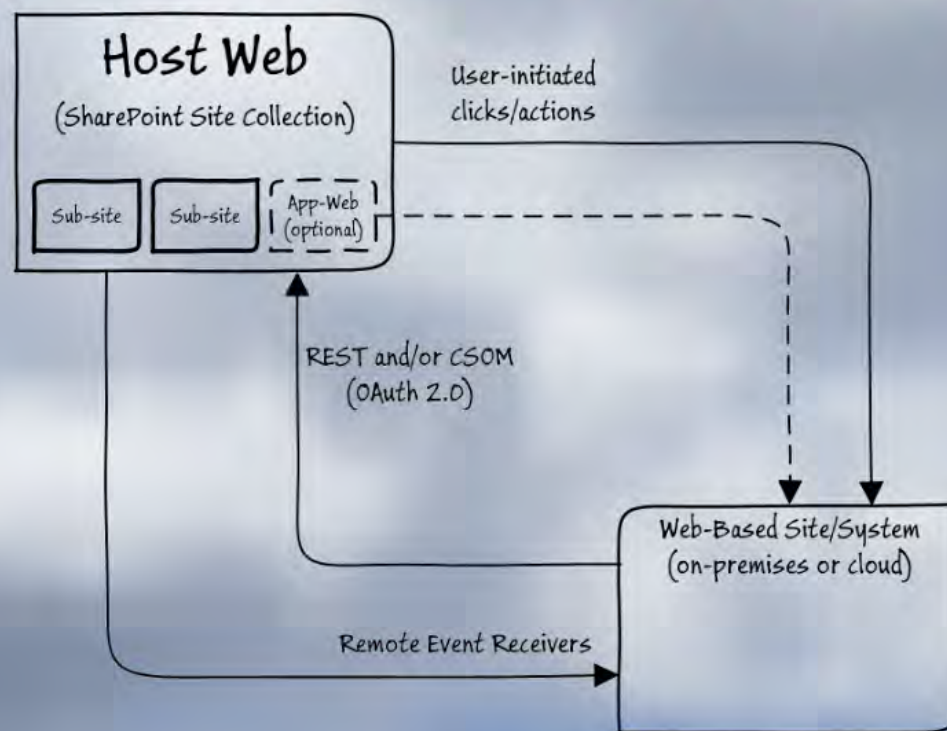 Host Web
(SharePoint Site Collection)
Sub-site
Sub-site
App-Web
(optional)
User-initiated
clicks/actions
REST and/or CSOM
(OAuth 2.0)
Web-Based Site/System
(on-premises or cloud)
Remote Event Receivers